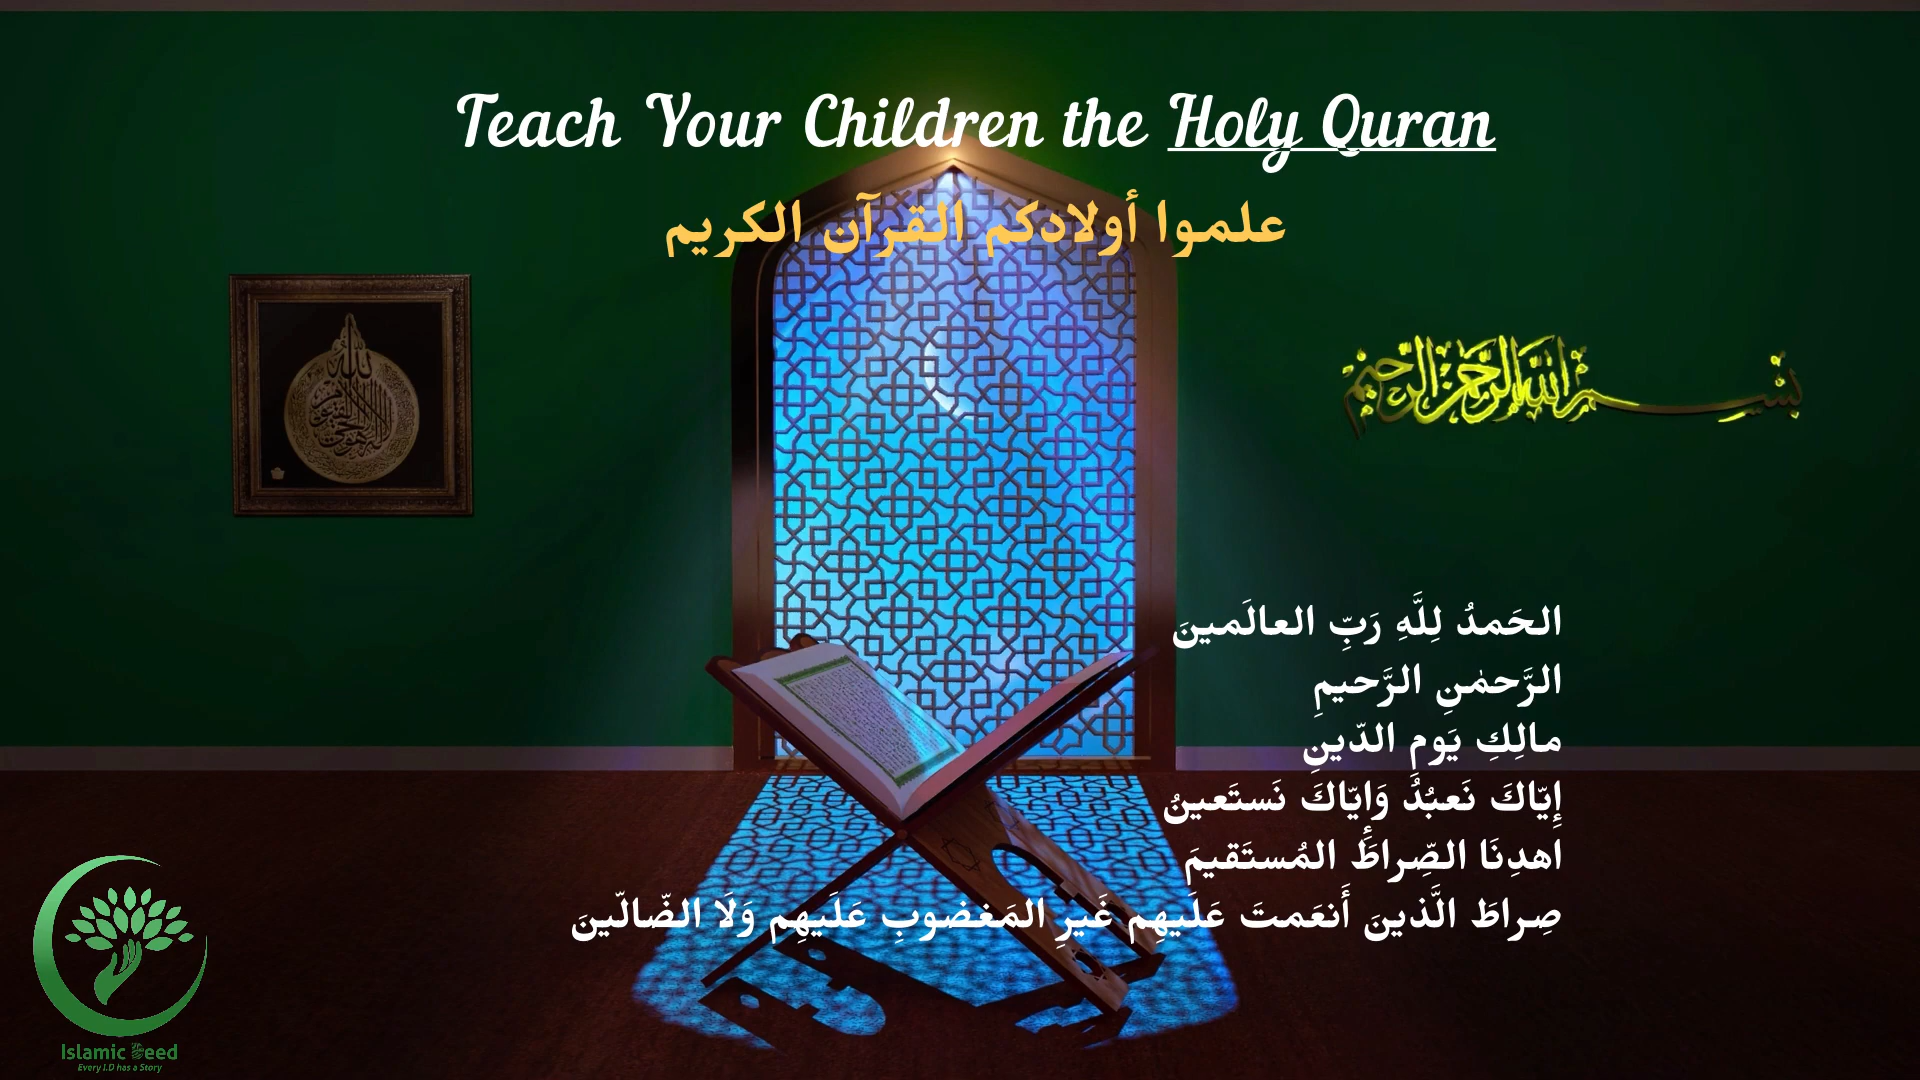 Teach Your Children the Holy Quran
علموا أولادكم القرآن الكريم
بسم الله الرحمن الرحيم
الحَمدُ لِلَّهِ رَبِّ العالَمينَ
الرَّحمٰنِ الرَّحيمِ
مالِكِ يَومِ الدّينِ
إِيّاكَ نَعبُدُ وَإِيّاكَ نَستَعينُ
اهدِنَا الصِّراطَ المُستَقيمَ
صِراطَ الَّذينَ أَنعَمتَ عَلَيهِم غَيرِ المَغضوبِ عَلَيهِم وَلَا الضّالّينَ
Islamic Deed
Every I.D has a Story